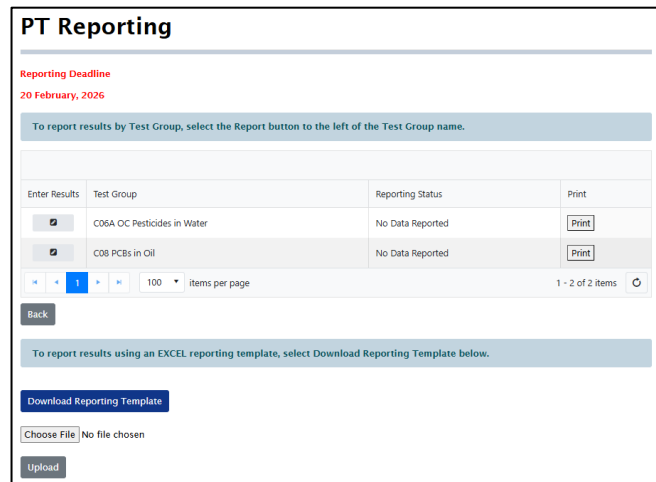 PT Reporting
Reporting Deadline
20 February, 2026
To report results by Test Group, select the Report button to the left of the Test Group name.
Enter Results Test Group Reporting Status Print
C06A OC Pesticides in Water No Data Reported Print
C08 PCBs in Oil No Data Reported Print
1 100 items per page 1 - 2 of 2 items
Back
To report results using an EXCEL reporting template, select Download Reporting Template below.
Download Reporting Template
Choose File No file chosen
Upload